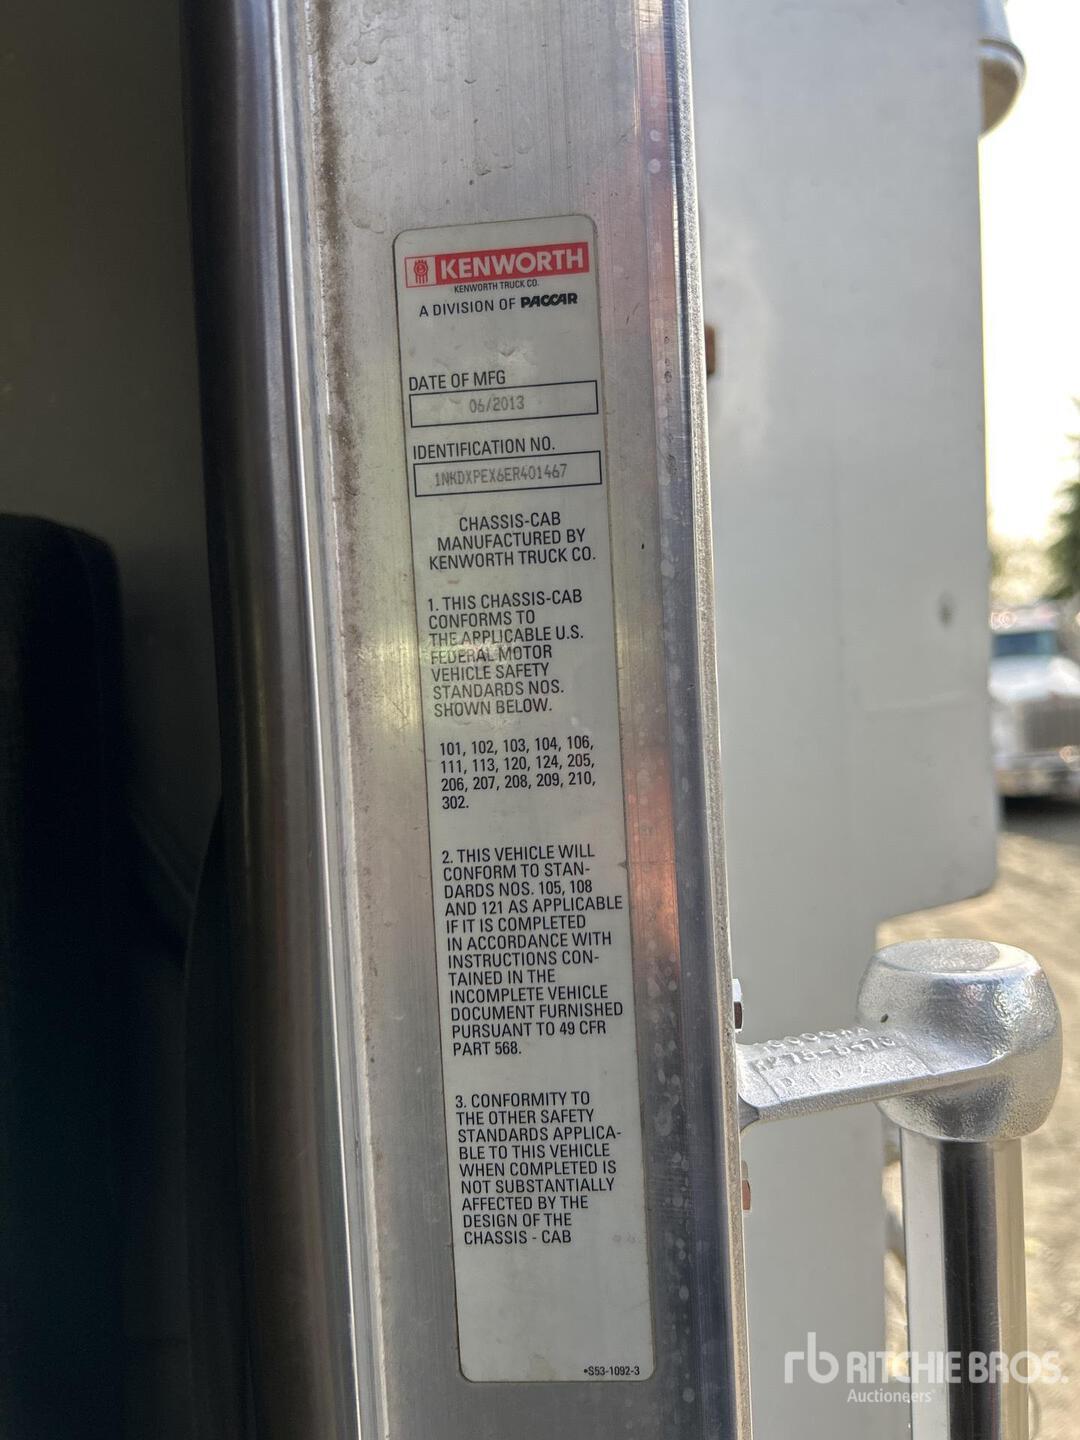 KENWORTH
KENWORTH TRUCK CO.
A DIVISION OF PACCAR
DATE OF MFG
06/2013
IDENTIFICATION NO.
1NKDXPEX6ER401467
CHASSIS-CAB
MANUFACTURED BY
KENWORTH TRUCK CO.
1. THIS CHASSIS-CAB
CONFORMS TO
THE APPLICABLE U.S.
FEDERAL MOTOR
VEHICLE SAFETY
STANDARDS NOS.
SHOWN BELOW.
101, 102, 103, 104, 106,
111, 113, 120, 124, 205,
206, 207, 208, 209, 210,
302.
2. THIS VEHICLE WILL
CONFORM TO STAN-
DARDS NOS. 105, 108
AND 121 AS APPLICABLE
IF IT IS COMPLETED
IN ACCORDANCE WITH
INSTRUCTIONS CON-
TAINED IN THE
INCOMPLETE VEHICLE
DOCUMENT FURNISHED
PURSUANT TO 49 CFR
PART 568.
3. CONFORMITY TO
THE OTHER SAFETY
STANDARDS APPLICA-
BLE TO THIS VEHICLE
WHEN COMPLETED IS
NOT SUBSTANTIALLY
AFFECTED BY THE
DESIGN OF THE
CHASSIS - CAB
•S53-1092-3
rb RITCHIE BROS.
Auctioneers